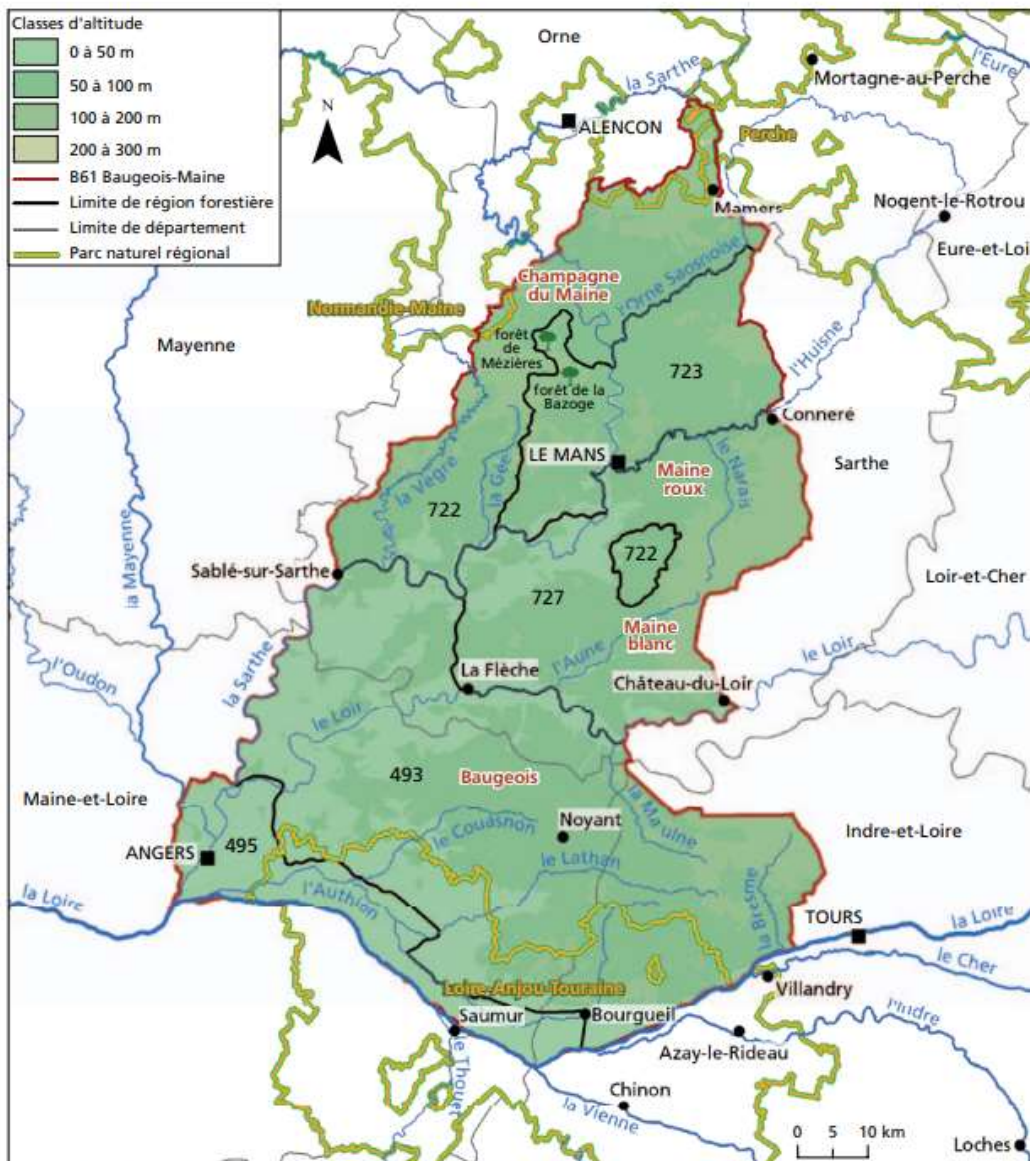 Classes d'altitude
0 à 50 m
50 à 100 m
100 à 200 m
200 à 300 m
B61 Baugeois-Maine
Limite de région forestière
Limite de département
Parc naturel régional
N
Orne
la Sarthe
l'Eure
Mortagne-au-Perche
ALENCON
Perche
Mamers
Nogent-le-Rotrou
Eure-et-Loi
Champagne
du Maine
l'Orne Saosnoise
Normandie-Maine
Mayenne
forêt
de
Mézières
forêt de la
Bazoge
723
l'Huisne
Conneré
LE MANS
Maine
roux
le Narais
Sarthe
la Vègre
la Gée
722
722
Sablé-sur-Sarthe
la Mayenne
727
Loir-et-Cher
Maine
blanc
l'Aune
l'Oudon
la Sarthe
La Flèche
Château-du-Loir
le Loir
le Loir
493
Baugeois
Maine-et-Loire
la Maulne
Noyant
Indre-et-Loire
le Couasnon
495
ANGERS
le Lathan
l'Authion
la Bresme
TOURS
la Loire
la Loire
le Cher
Loire-Anjou-Touraine
Villandry
Saumur
Bourgueil
l'Indre
Azay-le-Rideau
le Thouet
Chinon
la Vienne
0 5 10 km
Loches